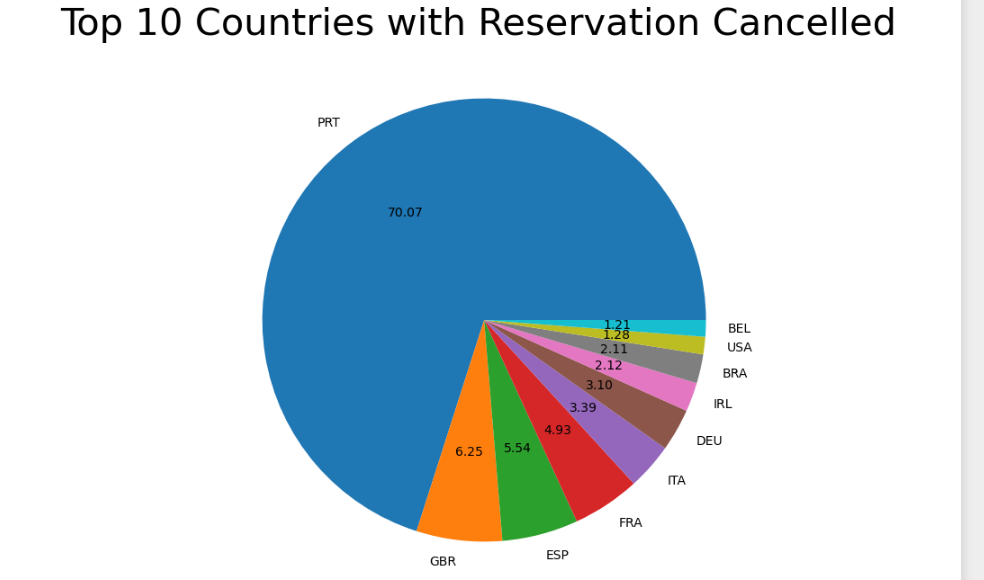 Top 10 Countries with Reservation Cancelled
PRT
70.07
1.21
BEL
1.28
USA
2.11
BRA
2.12
IRL
3.10
DEU
3.39
ITA
4.93
FRA
5.54
ESP
6.25
GBR